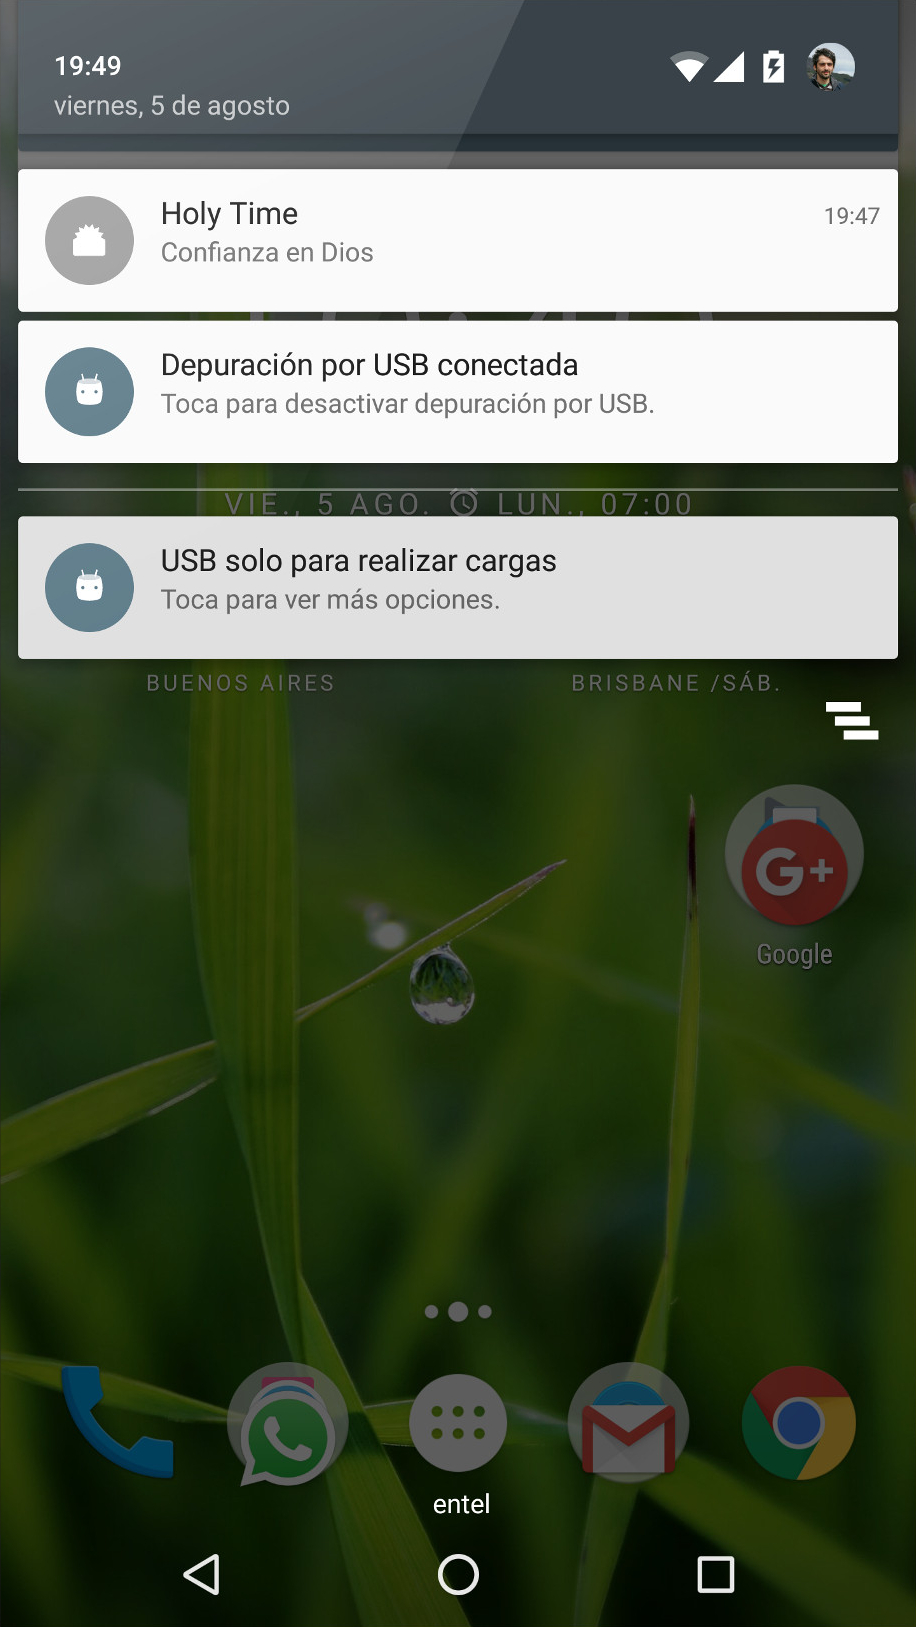 19:49
viernes, 5 de agosto
Holy Time
19:47
Confianza en Dios
Depuración por USB conectada
Toca para desactivar depuración por USB.
VIE., 5 AGO. LUN., 07:00
USB solo para realizar cargas
Toca para ver más opciones.
BUENOS AIRES
BRISBANE /SÁB.
G+
Google
entel